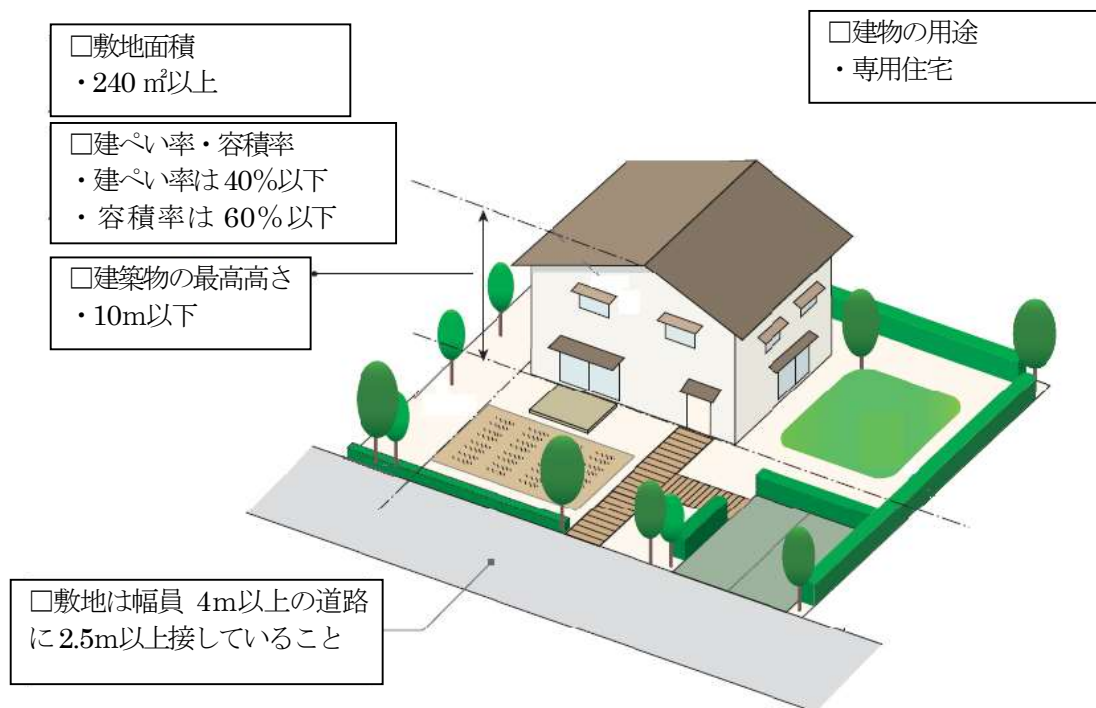 □敷地面積
・240 ㎡以上
□建物の用途
・専用住宅
□建ぺい率・容積率
・建ぺい率は40%以下
・容積率は 60%以下
□建築物の最高高さ
・10m以下
□敷地は幅員 4m以上の道路
に2.5m以上接していること